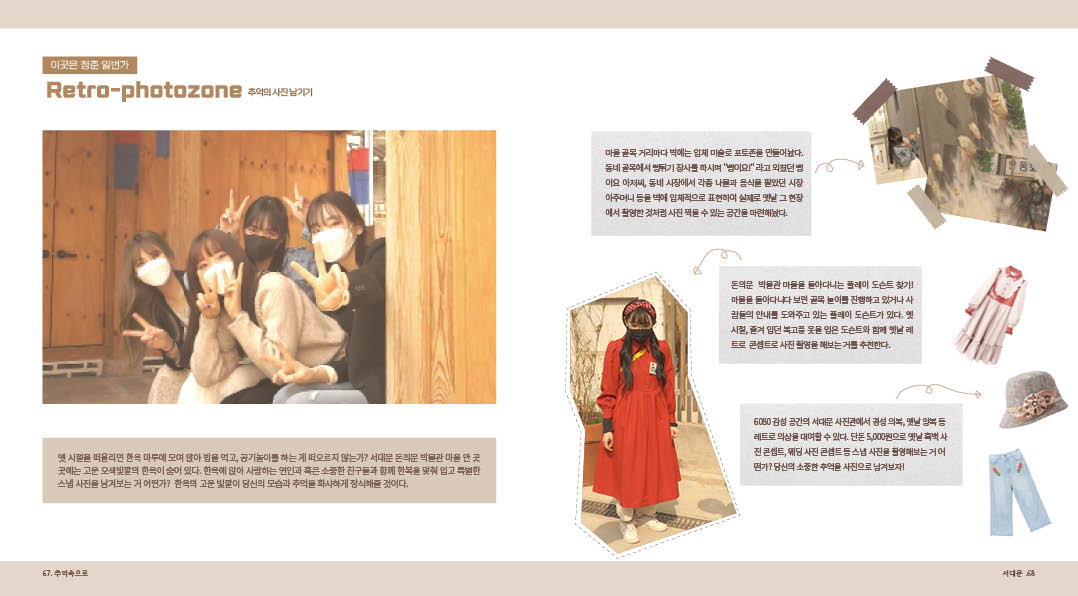 이곳은 청춘 일번가
Retro-photozone 추억의 사진 남기기
옛 시절을 떠올리면 한옥 마루에 모여 앉아 밥을 먹고, 공기놀이를 하는 게 떠오르지 않는가? 서대문 돈의문 박물관 마을 안 곳
곳에는 고운 오색빛깔의 한옥이 숨어 있다. 한옥에 앉아 사랑하는 연인과 혹은 소중한 친구들과 함께 한복을 맞춰 입고 특별한
스냅 사진을 남겨보는 거 어떤가? 한옥의 고운 빛깔이 당신의 모습과 추억을 화사하게 장식해줄 것이다.
67. 추억속으로
마을 골목 거리마다 벽에는 입체 미술로 포토존을 만들어놨다.
동네 골목에서 뻥튀기 장사를 하시며 "뻥이요!" 라고 외쳤던 뻥
이요 아저씨, 동네 시장에서 각종 나물과 음식을 팔았던 시장
아주머니 등을 벽에 입체적으로 표현하여 실제로 옛날 그 현장
에서 촬영한 것처럼 사진 찍을 수 있는 공간을 마련해놨다.
돈의문 박물관 마을을 돌아다니는 플레이 도슨트 찾기!
마을을 돌아다니다 보면 골목 놀이를 진행하고 있거나 사
람들의 안내를 도와주고 있는 플레이 도슨트가 있다. 옛
시절, 즐겨 입던 복고풍 옷을 입은 도슨트와 함께 옛날 레
트로 콘셉트로 사진 촬영을 해보는 거를 추천한다.
6080 감성 공간의 서대문 사진관에서 경성 의복, 옛날 양복 등
레트로 의상을 대여할 수 있다. 단돈 5,000원으로 옛날 흑백 사
진 콘셉트, 웨딩 사진 콘셉트 등 스냅 사진을 촬영해보는 거 어
떤가? 당신의 소중한 추억을 사진으로 남겨보자!
서대문 .68